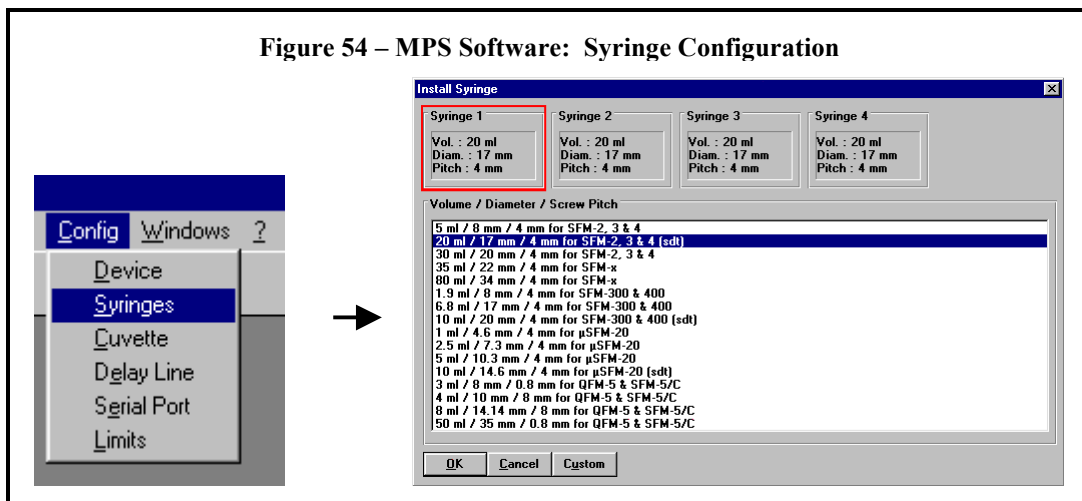 Figure 54 – MPS Software: Syringe Configuration
Config Windows ?
Device
Syringes
Cuvette
Delay Line
Serial Port
Limits
Install Syringe
Syringe 1
Vol. : 20 ml
Diam. : 17 mm
Pitch : 4 mm
Syringe 2
Vol. : 20 ml
Diam. : 17 mm
Pitch : 4 mm
Syringe 3
Vol. : 20 ml
Diam. : 17 mm
Pitch : 4 mm
Syringe 4
Vol. : 20 ml
Diam. : 17 mm
Pitch : 4 mm
Volume / Diameter / Screw Pitch
5 ml / 8 mm / 4 mm for SFM-2, 3 & 4
20 ml / 17 mm / 4 mm for SFM-2, 3 & 4 (sdt)
30 ml / 20 mm / 4 mm for SFM-2, 3 & 4
35 ml / 22 mm / 4 mm for SFM-x
80 ml / 34 mm / 4 mm for SFM-x
1.9 ml / 8 mm / 4 mm for SFM-300 & 400
6.8 ml / 17 mm / 4 mm for SFM-300 & 400
10 ml / 20 mm / 4 mm for SFM-300 & 400 (sdt)
1 ml / 4.6 mm / 4 mm for µSFM-20
2.5 ml / 7.3 mm / 4 mm for µSFM-20
5 ml / 10.3 mm / 4 mm for µSFM-20
10 ml / 14.6 mm / 4 mm for µSFM-20 (sdt)
3 ml / 8 mm / 0.8 mm for QFM-5 & SFM-5/C
4 ml / 10 mm / 8 mm for QFM-5 & SFM-5/C
8 ml / 14.14 mm / 8 mm for QFM-5 & SFM-5/C
50 ml / 35 mm / 0.8 mm for QFM-5 & SFM-5/C
OK Cancel Custom